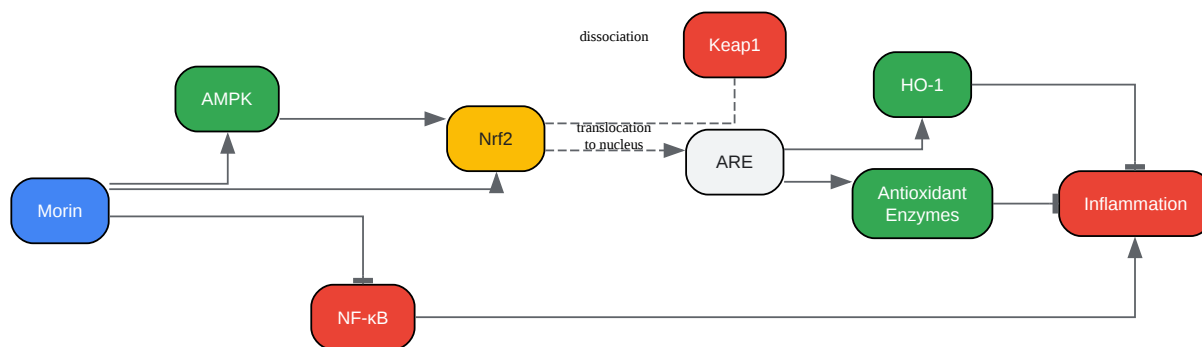 dissociation
Keap1
HO-1
AMPK
Nrf2
translocation
to nucleus
ARE
Morin
Antioxidant
Enzymes
Inflammation
NF-κB